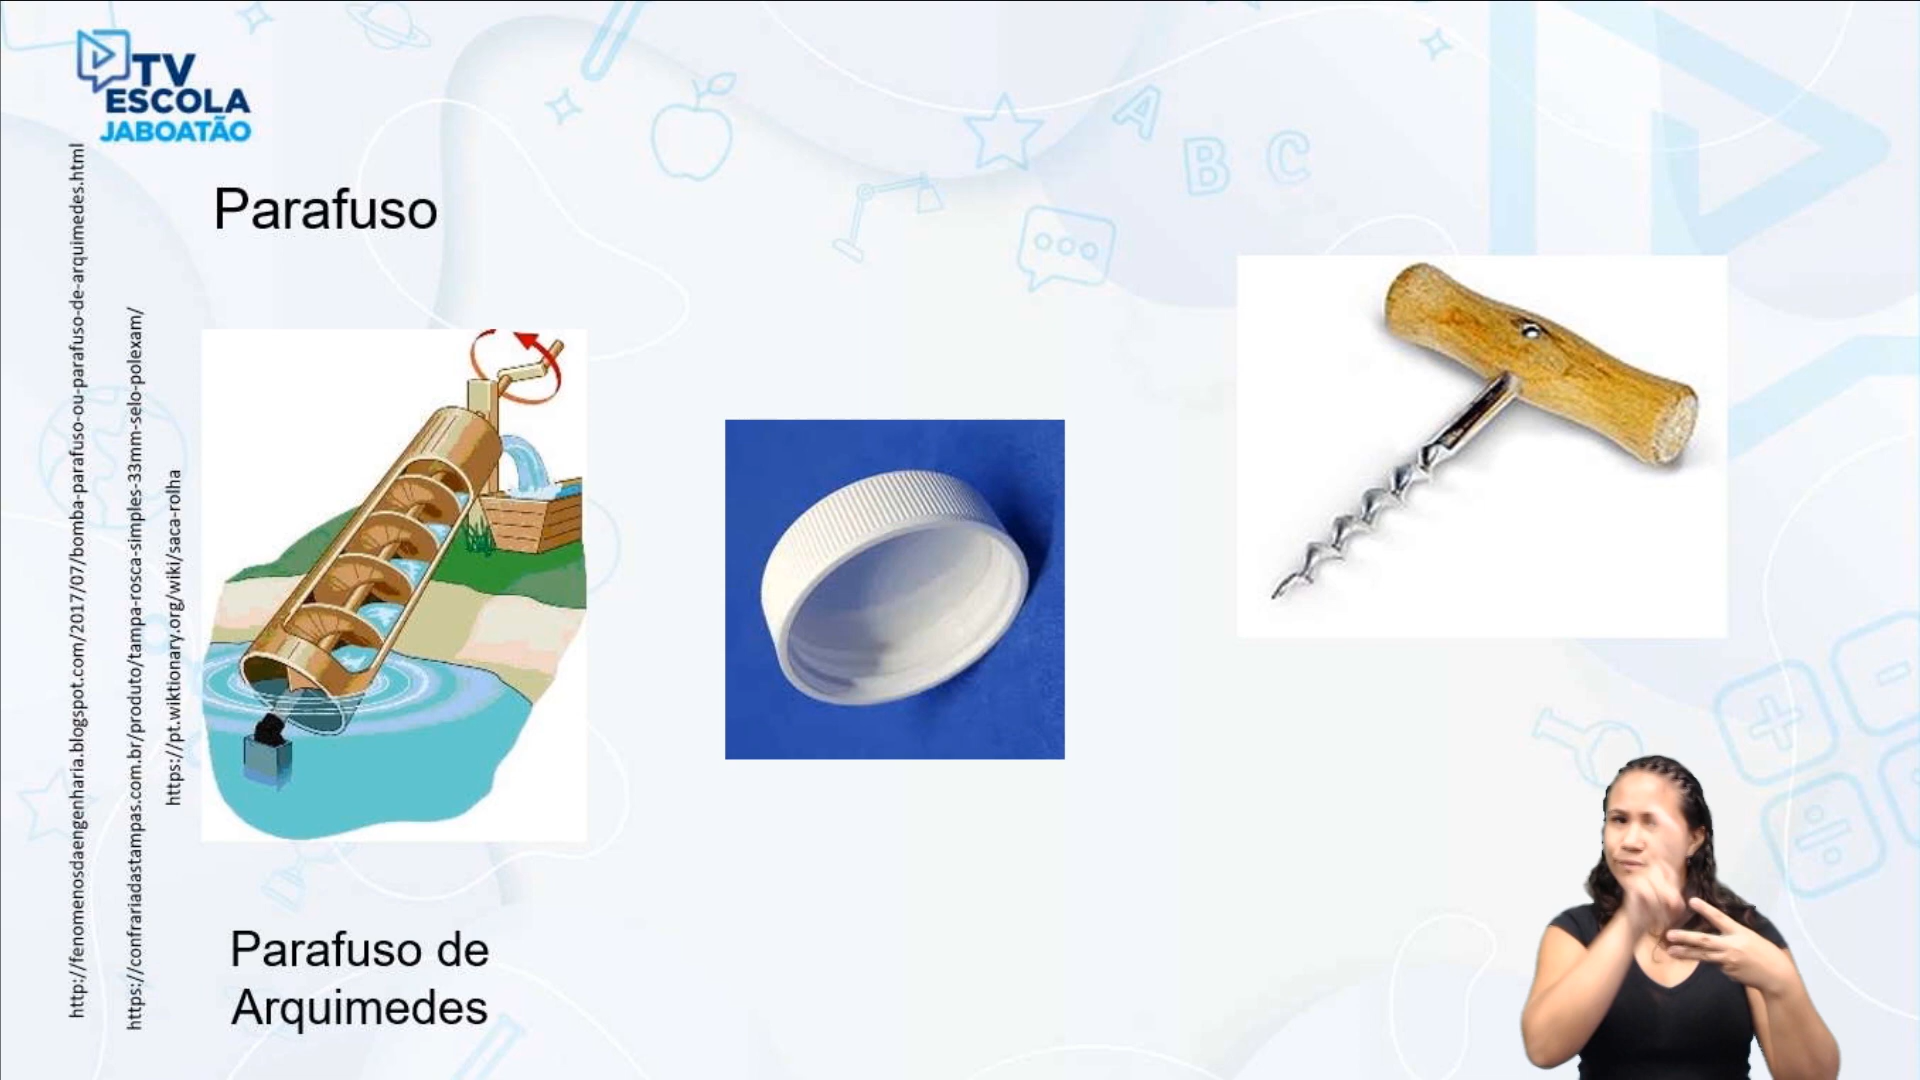 TV
ESCOLA
JABOATÃO
Parafuso
http://fenomenosdaengenharia.blogspot.com/2017/07/bomba-parafuso-ou-parafuso-de-arquimedes.html
https://confrariadastampas.com.br/produto/tampa-rosca-simples-33mm-selo-polexam/
https://pt.wiktionary.org/wiki/saca-rolha
A B C
Parafuso de
Arquimedes